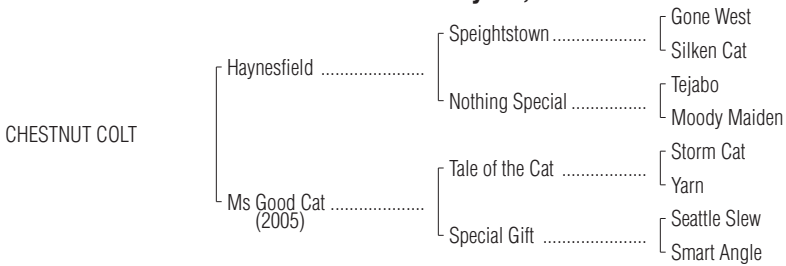 Gone West
Speightstown ....................
Silken Cat
Haynesfield ......................
Tejabo
Nothing Special .................
Moody Maiden
CHESTNUT COLT
Storm Cat
Tale of the Cat ..................
Yarn
Ms Good Cat ....................
(2005)
Seattle Slew
Special Gift ......................
Smart Angle